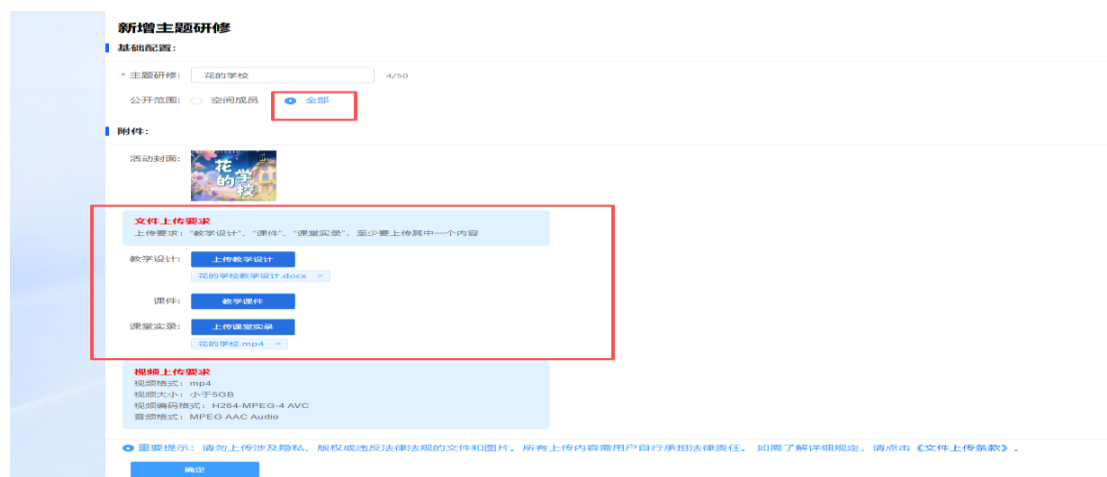 新增主题研修
基础配置:
* 主题研修: 花的学校 4/50
公开范围: 空间成员 全部
附件:
活动封面: 花的学校
文件上传要求
上传要求: "教学设计"、"课件"、"课堂实录", 至少要上传其中一个内容
教学设计: 上传教学设计
花的学校教学设计.docx ×
课件: 教学课件
课堂实录: 上传课堂实录
花的学校.mp4 ×
视频上传要求
视频格式: mp4
视频大小: 小于5GB
视频编码格式: H264-MPEG-4 AVC
音频格式: MPEG AAC Audio
重要提示: 请勿上传涉及隐私、版权或违反法律法规的文件和图片。所有上传内容需用户自行承担法律责任。 如需了解详细规定, 请点击《文件上传条款》.
确定